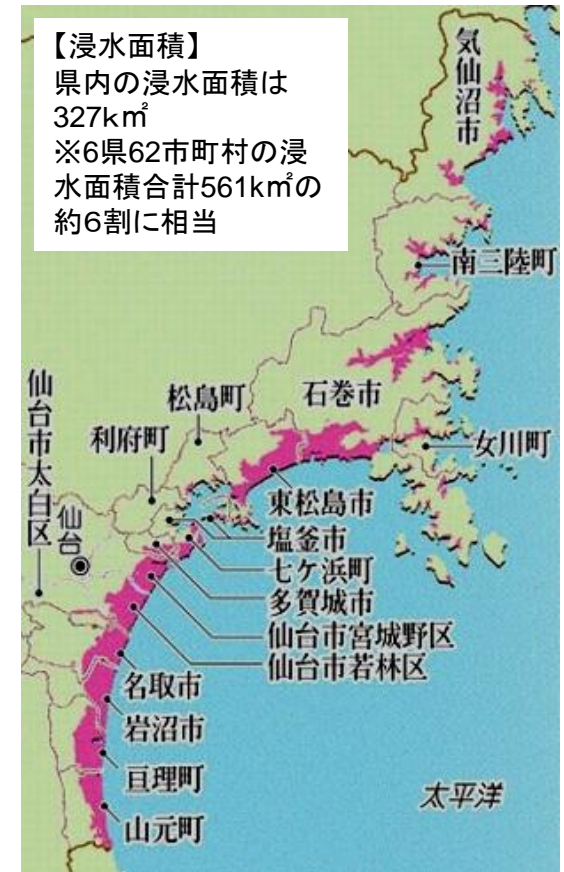 【浸水面積】
県内の浸水面積は
327k㎡
※6県62市町村の浸
水面積合計561k㎡の
約6割に相当
気仙沼市
南三陸町
石巻市
松島町
利府町
女川町
仙台市太白区
仙台
東松島市
塩釜市
七ケ浜町
多賀城市
仙台市宮城野区
仙台市若林区
名取市
岩沼市
亘理町
山元町
太平洋